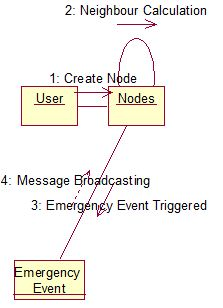 2: Neighbour Calculation
1: Create Node
User
Nodes
4: Message Broadcasting
3: Emergency Event Triggered
Emergency
Event